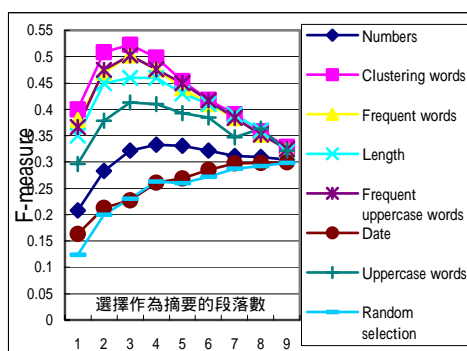 F-measure
0.55
0.5
0.45
0.4
0.35
0.3
0.25
0.2
0.15
0.1
0.05
0
選擇作為摘要的段落數
1 2 3 4 5 6 7 8 9
Numbers
Clustering words
Frequent words
Length
Frequent
uppercase words
Date
Uppercase words
Random
selection